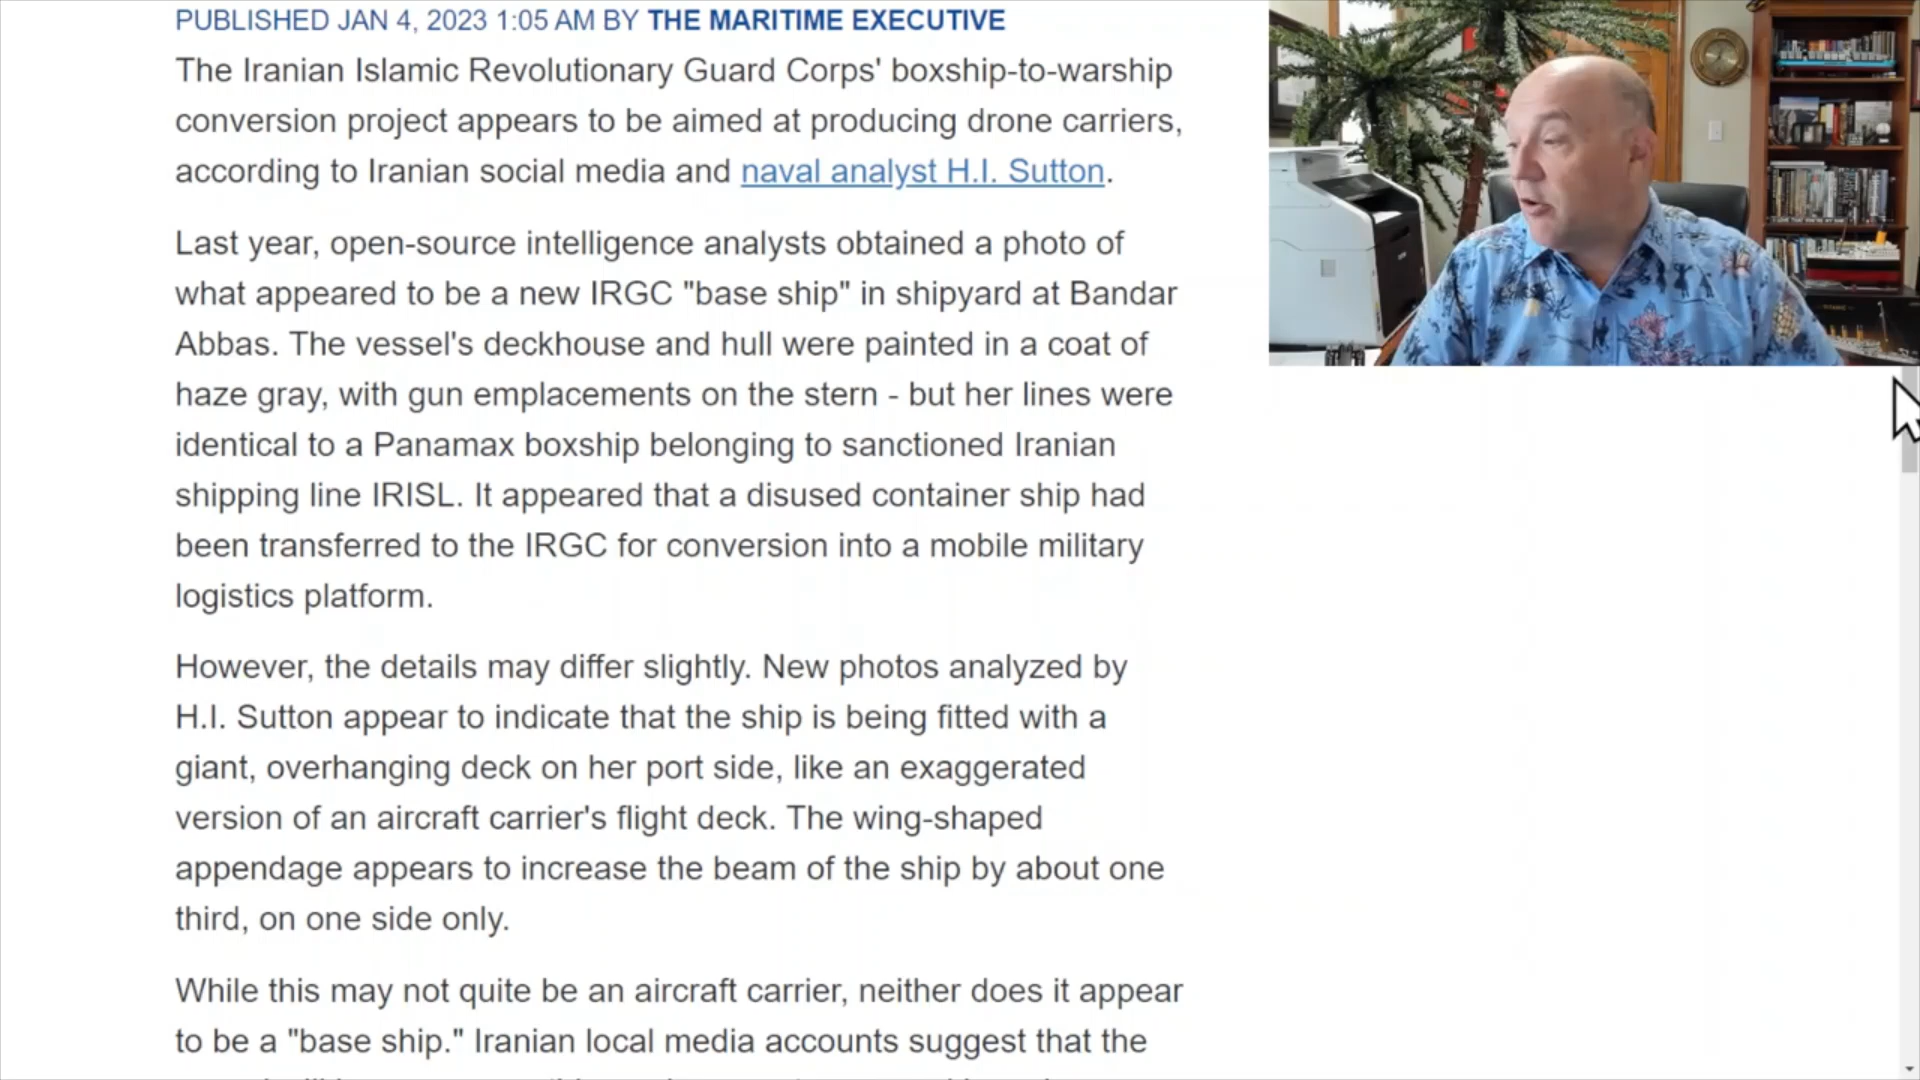 PUBLISHED JAN 4, 2023 1:05 AM BY THE MARITIME EXECUTIVE
The Iranian Islamic Revolutionary Guard Corps' boxship-to-warship
conversion project appears to be aimed at producing drone carriers,
according to Iranian social media and naval analyst H.I. Sutton.
Last year, open-source intelligence analysts obtained a photo of
what appeared to be a new IRGC "base ship" in shipyard at Bandar
Abbas. The vessel's deckhouse and hull were painted in a coat of
haze gray, with gun emplacements on the stern - but her lines were
identical to a Panamax boxship belonging to sanctioned Iranian
shipping line IRISL. It appeared that a disused container ship had
been transferred to the IRGC for conversion into a mobile military
logistics platform.
However, the details may differ slightly. New photos analyzed by
H.I. Sutton appear to indicate that the ship is being fitted with a
giant, overhanging deck on her port side, like an exaggerated
version of an aircraft carrier's flight deck. The wing-shaped
appendage appears to increase the beam of the ship by about one
third, on one side only.
While this may not quite be an aircraft carrier, neither does it appear
to be a "base ship." Iranian local media accounts suggest that the